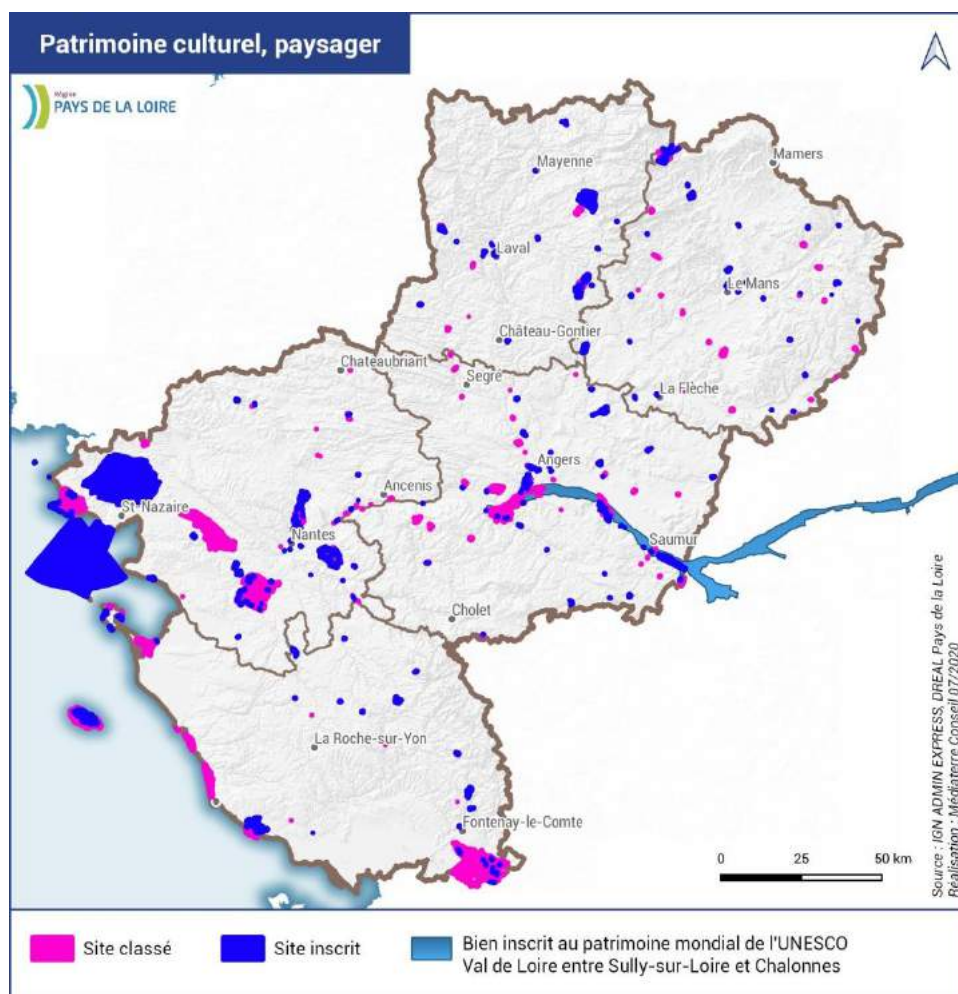 Patrimoine culturel, paysager
Région
PAYS DE LA LOIRE
Mayenne
Mamers
Laval
Le Mans
Château-Gontier
Chateaubriant
Segré
La Flèche
Angers
Ancenis
St-Nazaire
Nantes
Saumur
Cholet
La Roche-sur-Yon
Fontenay-le-Comte
0 25 50 km
Source : IGN ADMIN EXPRESS, DREAL Pays de la Loire
Réalisation : Médiaterre Conseil 07/2020
Site classé
Site inscrit
Bien inscrit au patrimoine mondial de l'UNESCO
Val de Loire entre Sully-sur-Loire et Chalonnes